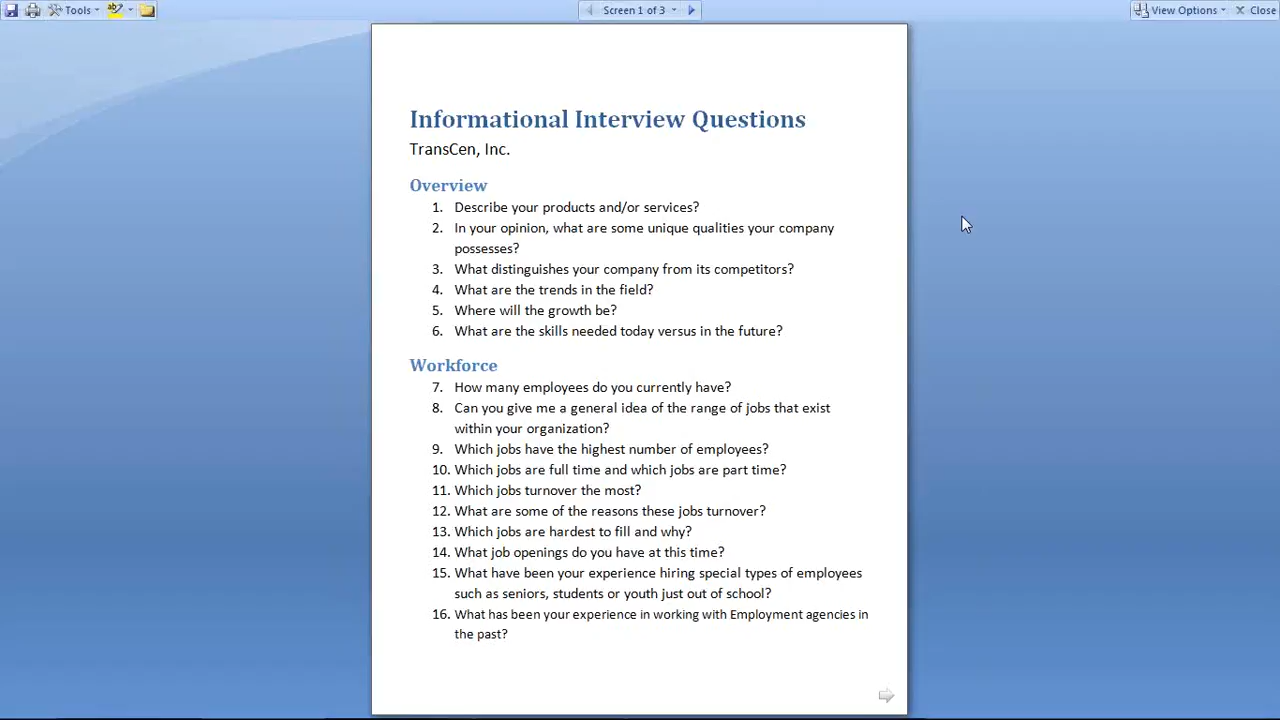 Tools
Screen 1 of 3
View Options
Close
Informational Interview Questions
TransCen, Inc.
Overview
1. Describe your products and/or services?
2. In your opinion, what are some unique qualities your company
possesses?
3. What distinguishes your company from its competitors?
4. What are the trends in the field?
5. Where will the growth be?
6. What are the skills needed today versus in the future?
Workforce
7. How many employees do you currently have?
8. Can you give me a general idea of the range of jobs that exist
within your organization?
9. Which jobs have the highest number of employees?
10. Which jobs are full time and which jobs are part time?
11. Which jobs turnover the most?
12. What are some of the reasons these jobs turnover?
13. Which jobs are hardest to fill and why?
14. What job openings do you have at this time?
15. What have been your experience hiring special types of employees
such as seniors, students or youth just out of school?
16. What has been your experience in working with Employment agencies in
the past?